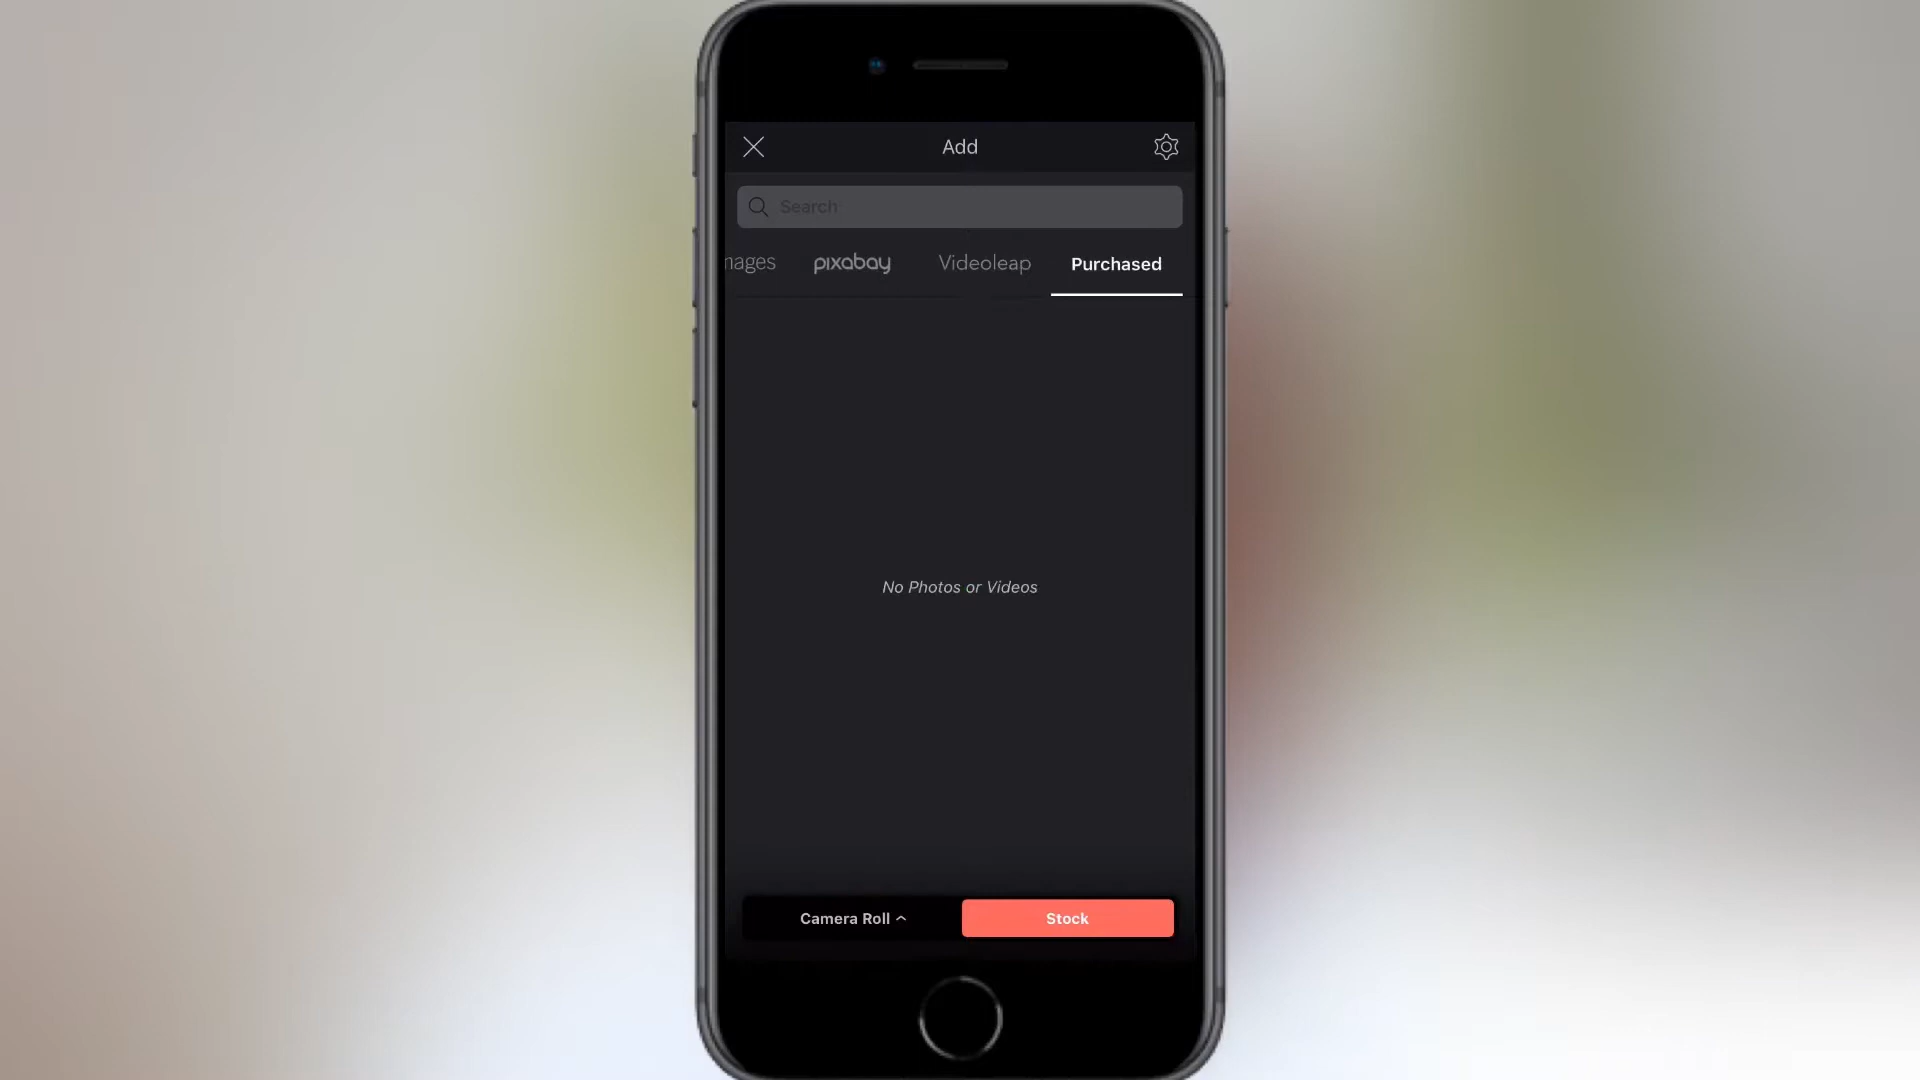 Add
Search
nages pixabay Videoleap Purchased
No Photos or Videos
Camera Roll Stock